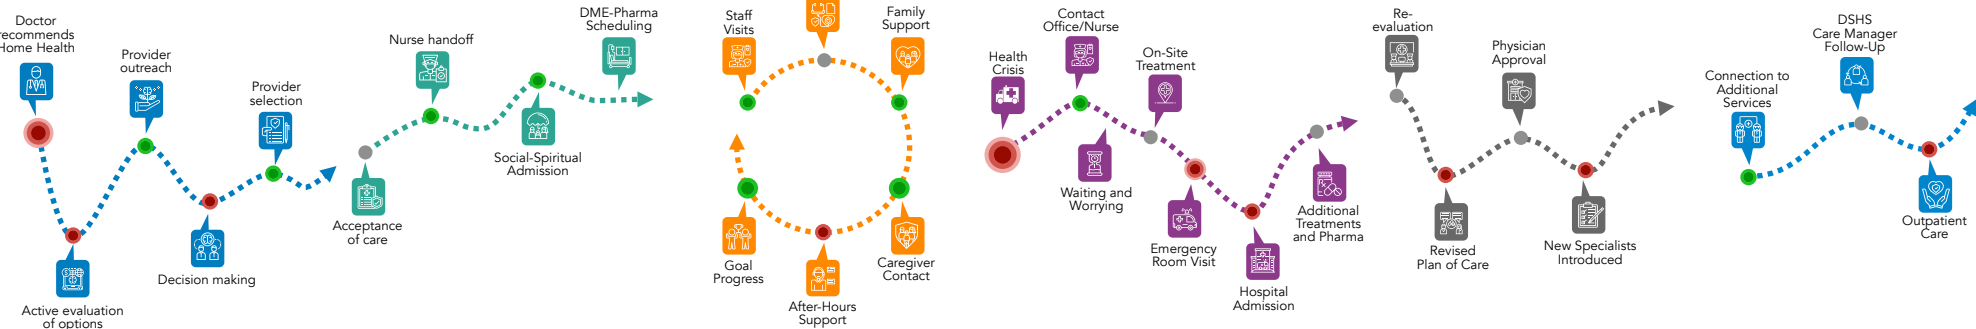 Doctor
recommends
Home Health
Provider
outreach
Provider
selection
Active evaluation
of options
Decision making
Nurse handoff
DME-Pharma
Scheduling
Acceptance
of care
Social-Spiritual
Admission
Staff
Visits
Family
Support
Goal
Progress
After-Hours
Support
Caregiver
Contact
Health
Crisis
Contact
Office/Nurse
On-Site
Treatment
Waiting and
Worrying
Emergency
Room Visit
Hospital
Admission
Additional
Treatments
and Pharma
Re-
evaluation
Physician
Approval
Revised
Plan of Care
New Specialists
Introduced
Connection to
Additional
Services
DSHS
Care Manager
Follow-Up
Outpatient
Care